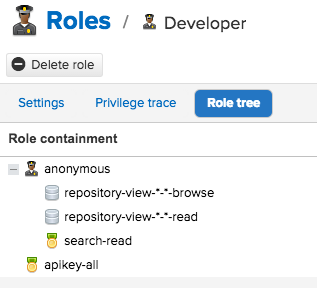 Roles / Developer
Delete role
Settings Privilege trace Role tree
Role containment
anonymous
repository-view-*-*-browse
repository-view-*-*-read
search-read
apikey-all